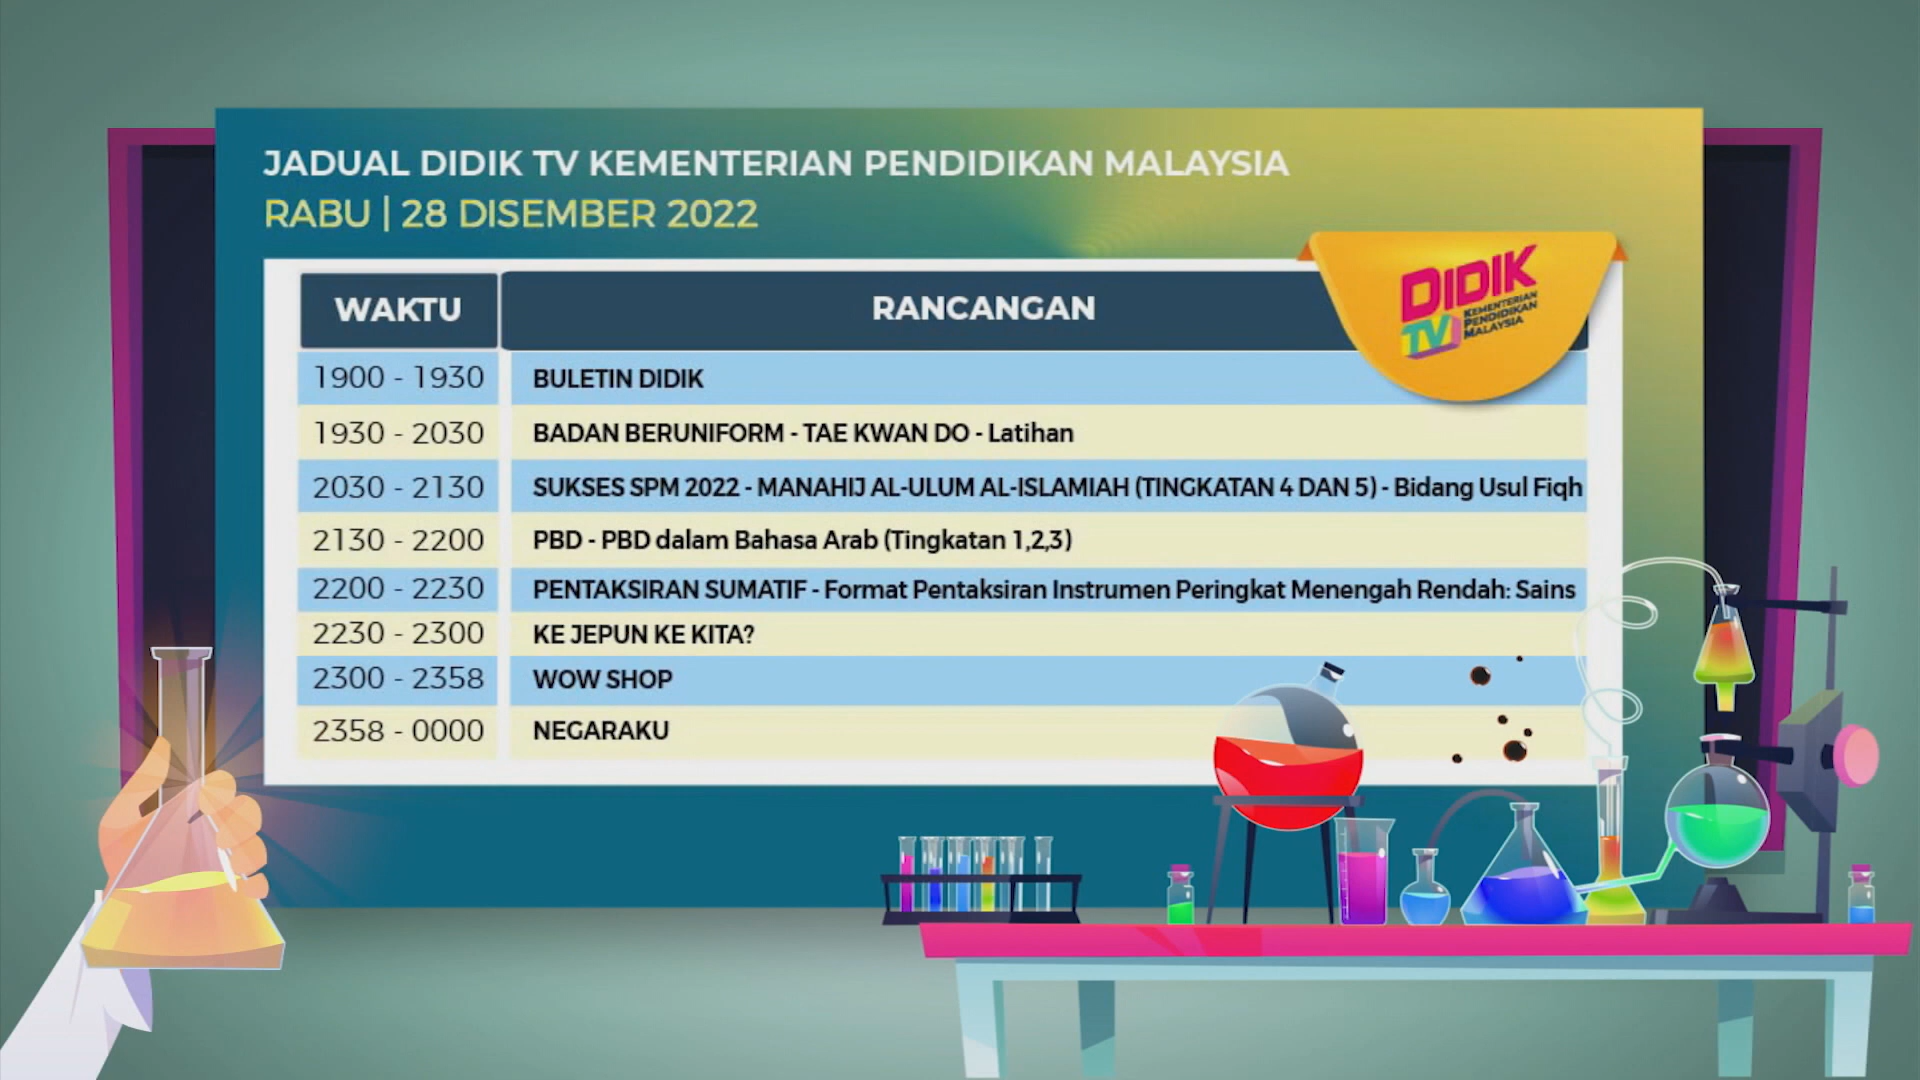 JADUAL DIDIK TV KEMENTERIAN PENDIDIKAN MALAYSIA
RABU | 28 DISEMBER 2022
DIDIK
TV KEMENTERIAN
PENDIDIKAN
MALAYSIA
WAKTU RANCANGAN
1900 - 1930 BULETIN DIDIK
1930 - 2030 BADAN BERUNIFORM - TAE KWAN DO - Latihan
2030 - 2130 SUKSES SPM 2022 - MANAHIJ AL-ULUM AL-ISLAMIAH (TINGKATAN 4 DAN 5) - Bidang Usul Fiqh
2130 - 2200 PBD - PBD dalam Bahasa Arab (Tingkatan 1,2,3)
2200 - 2230 PENTAKSIRAN SUMATIF - Format Pentaksiran Instrumen Peringkat Menengah Rendah: Sains
2230 - 2300 KE JEPUN KE KITA?
2300 - 2358 WOW SHOP
2358 - 0000 NEGARAKU